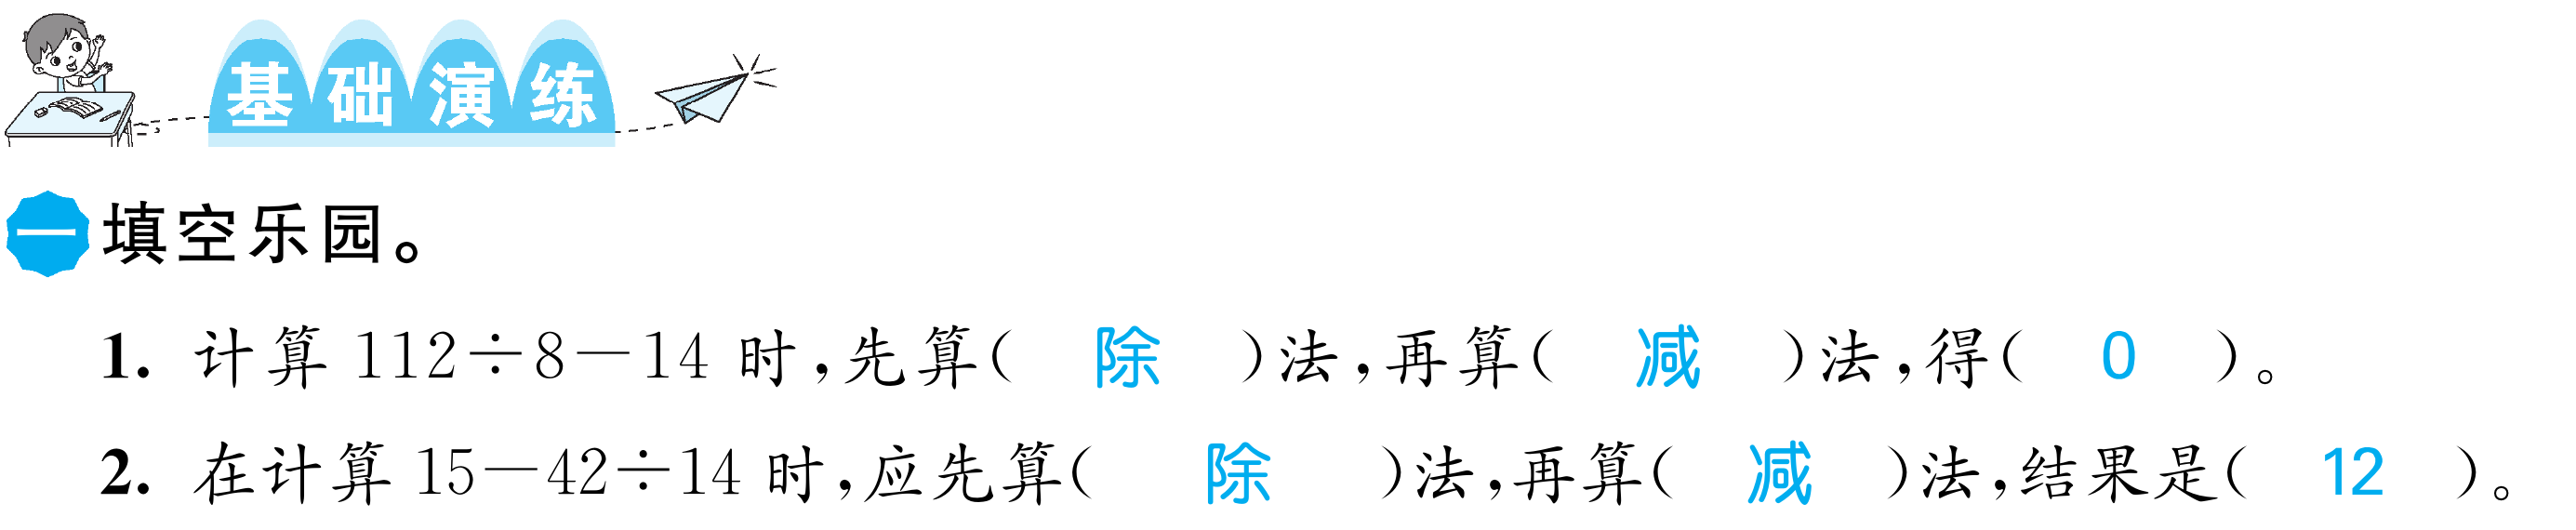 基础演练
一 填空乐园。
1. 计算 112÷8－14 时,先算( 除 )法,再算( 减 )法,得( 0 )。
2. 在计算 15－42÷14 时,应先算( 除 )法,再算( 减 )法,结果是( 12 )。